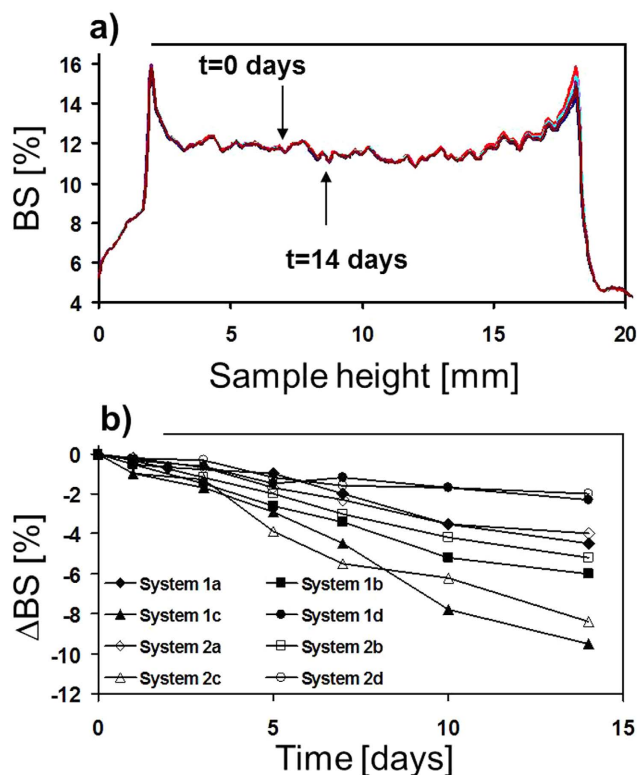 a)
16
14
12
10
8
6
4
BS [%]
t=0 days
t=14 days
0 5 10 15 20
Sample height [mm]
b)
0
-2
-4
-6
-8
-10
-12
ΔBS [%]
System 1a System 1b
System 1c System 1d
System 2a System 2b
System 2c System 2d
0 5 10 15
Time [days]